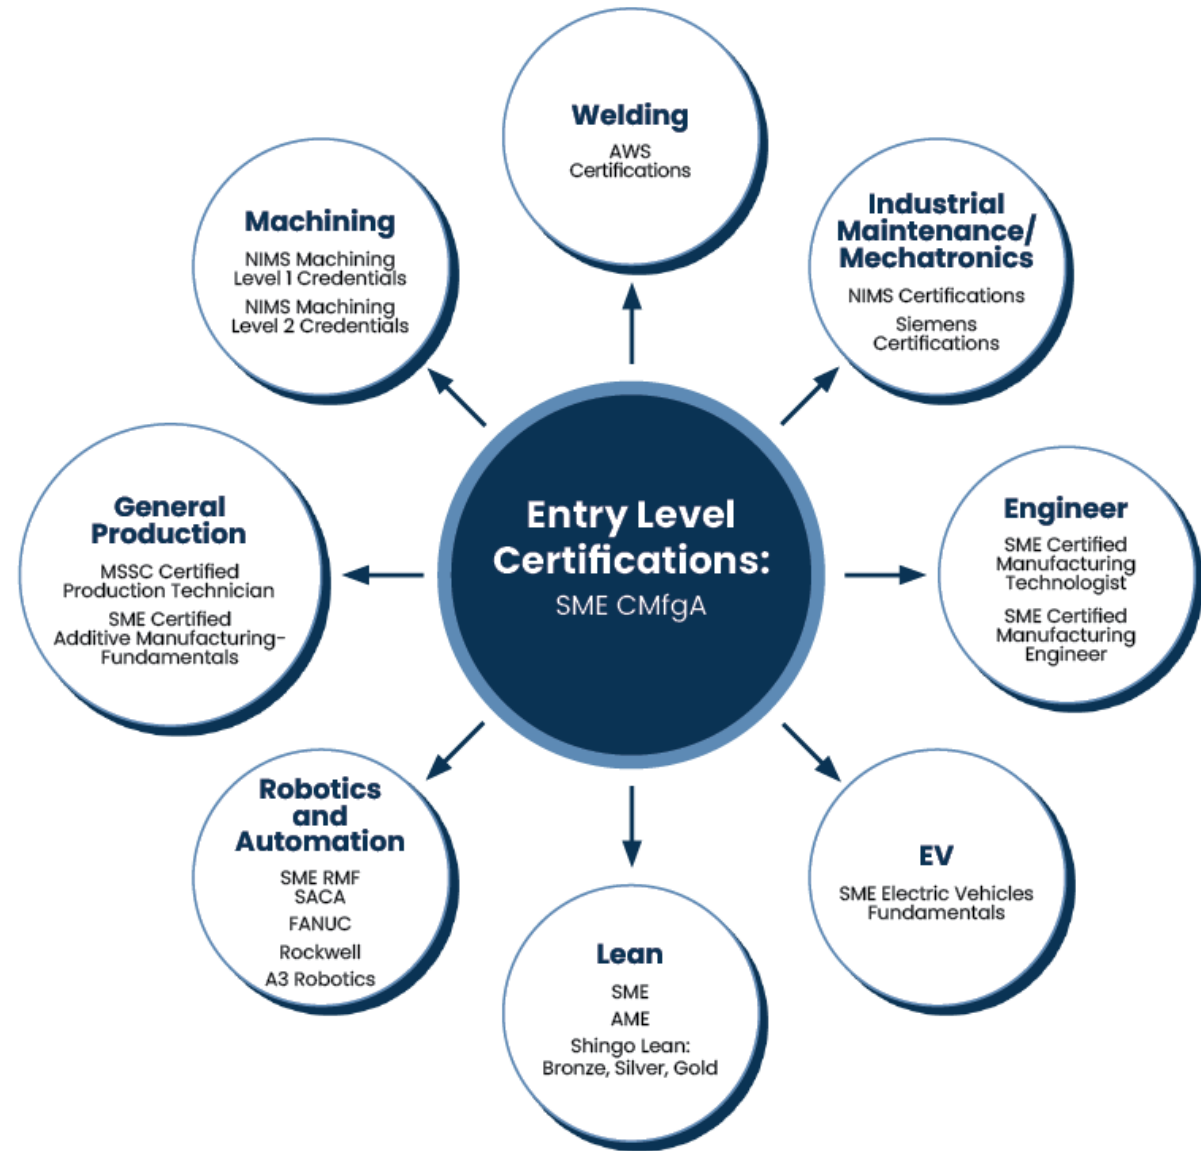 Welding
AWS
Certifications
Machining
NIMS Machining
Level 1 Credentials
NIMS Machining
Level 2 Credentials
Industrial
Maintenance/
Mechatronics
NIMS Certifications
Siemens
Certifications
General
Production
MSSC Certified
Production Technician
SME Certified
Additive Manufacturing-
Fundamentals
Entry Level
Certifications:
SME CMfgA
Engineer
SME Certified
Manufacturing
Technologist
SME Certified
Manufacturing
Engineer
Robotics
and
Automation
SME RMF
SACA
FANUC
Rockwell
A3 Robotics
Lean
SME
AME
Shingo Lean:
Bronze, Silver, Gold
EV
SME Electric Vehicles
Fundamentals